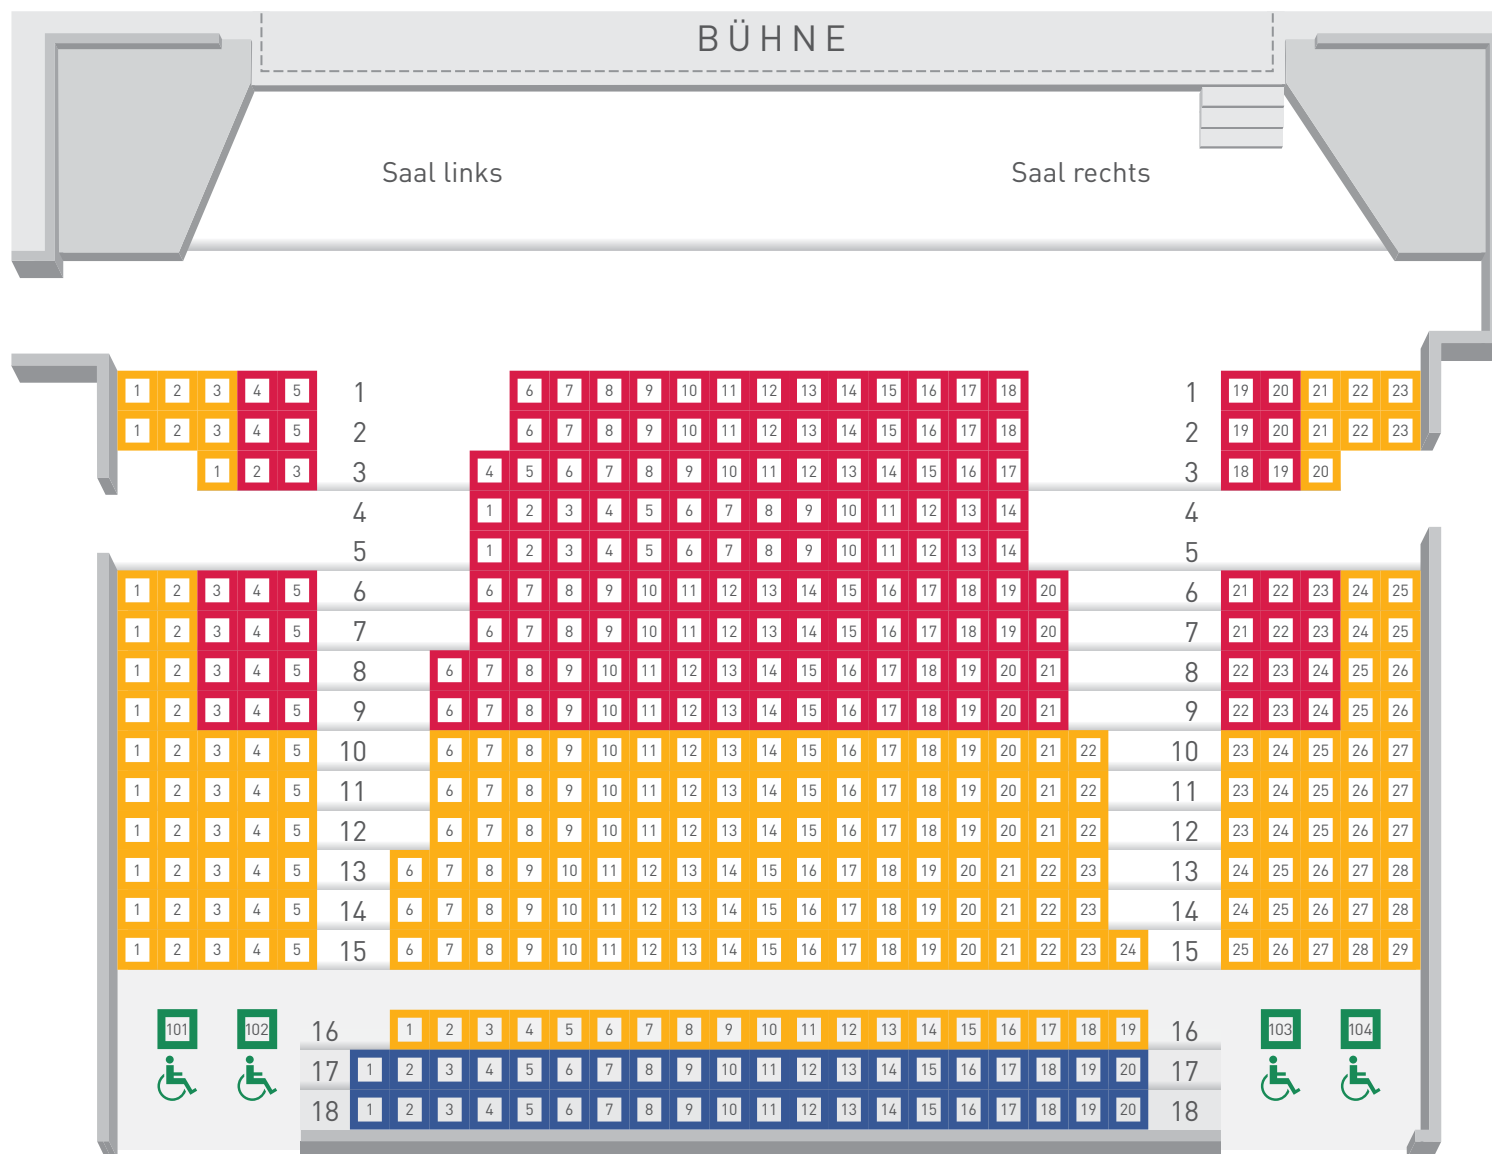 BÜHNE
Saal links Saal rechts
1 2 3 4 5 1 6 7 8 9 10 11 12 13 14 15 16 17 18 1 19 20 21 22 23
1 2 3 4 5 2 6 7 8 9 10 11 12 13 14 15 16 17 18 2 19 20 21 22 23
1 2 3 3 4 5 6 7 8 9 10 11 12 13 14 15 16 17 3 18 19 20
4 1 2 3 4 5 6 7 8 9 10 11 12 13 14 4
5 1 2 3 4 5 6 7 8 9 10 11 12 13 14 5
1 2 3 4 5 6 6 7 8 9 10 11 12 13 14 15 16 17 18 19 20 6 21 22 23 24 25
1 2 3 4 5 7 6 7 8 9 10 11 12 13 14 15 16 17 18 19 20 7 21 22 23 24 25
1 2 3 4 5 8 6 7 8 9 10 11 12 13 14 15 16 17 18 19 20 21 8 22 23 24 25 26
1 2 3 4 5 9 6 7 8 9 10 11 12 13 14 15 16 17 18 19 20 21 9 22 23 24 25 26
1 2 3 4 5 10 6 7 8 9 10 11 12 13 14 15 16 17 18 19 20 21 22 10 23 24 25 26 27
1 2 3 4 5 11 6 7 8 9 10 11 12 13 14 15 16 17 18 19 20 21 22 11 23 24 25 26 27
1 2 3 4 5 12 6 7 8 9 10 11 12 13 14 15 16 17 18 19 20 21 22 12 23 24 25 26 27
1 2 3 4 5 13 6 7 8 9 10 11 12 13 14 15 16 17 18 19 20 21 22 23 13 24 25 26 27 28
1 2 3 4 5 14 6 7 8 9 10 11 12 13 14 15 16 17 18 19 20 21 22 23 14 24 25 26 27 28
1 2 3 4 5 15 6 7 8 9 10 11 12 13 14 15 16 17 18 19 20 21 22 23 24 15 25 26 27 28 29
101 102 16 1 2 3 4 5 6 7 8 9 10 11 12 13 14 15 16 17 18 19 16 103 104
17 1 2 3 4 5 6 7 8 9 10 11 12 13 14 15 16 17 18 19 20 17
18 1 2 3 4 5 6 7 8 9 10 11 12 13 14 15 16 17 18 19 20 18